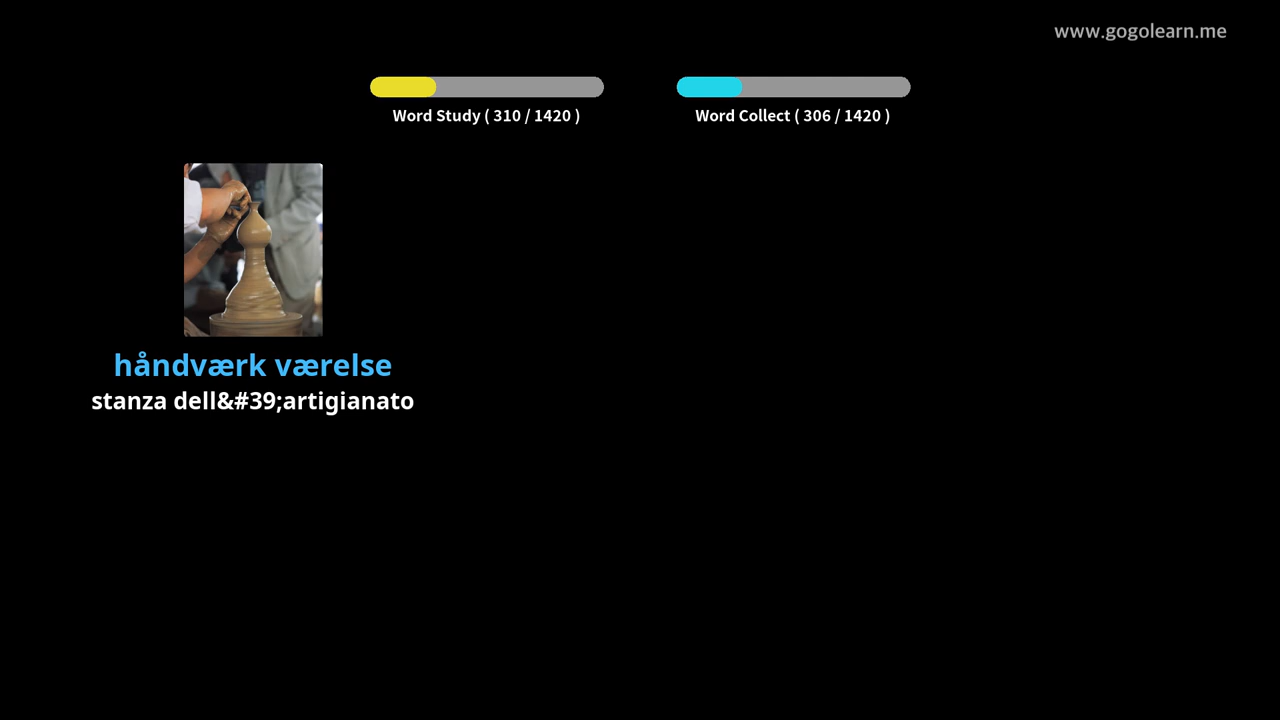 www.gogolearn.me
Word Study ( 310 / 1420 )
Word Collect ( 306 / 1420 )
håndværk værelse
stanza dell&#39;artigianato